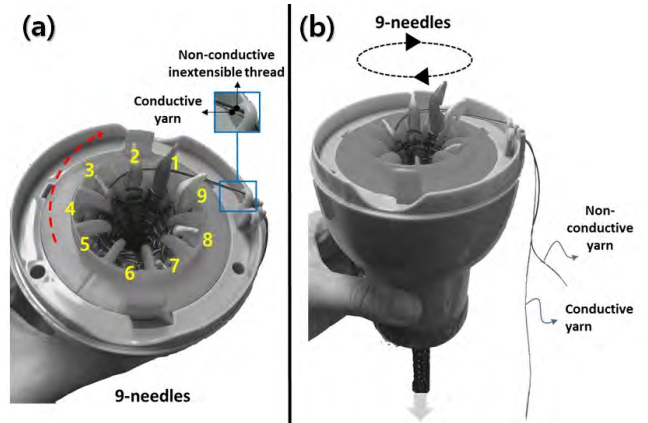 (a)
Non-conductive
inextensible thread
Conductive
yarn
1
2
3
4
5
6
7
8
9
9-needles
(b)
9-needles
Non-
conductive
yarn
Conductive
yarn